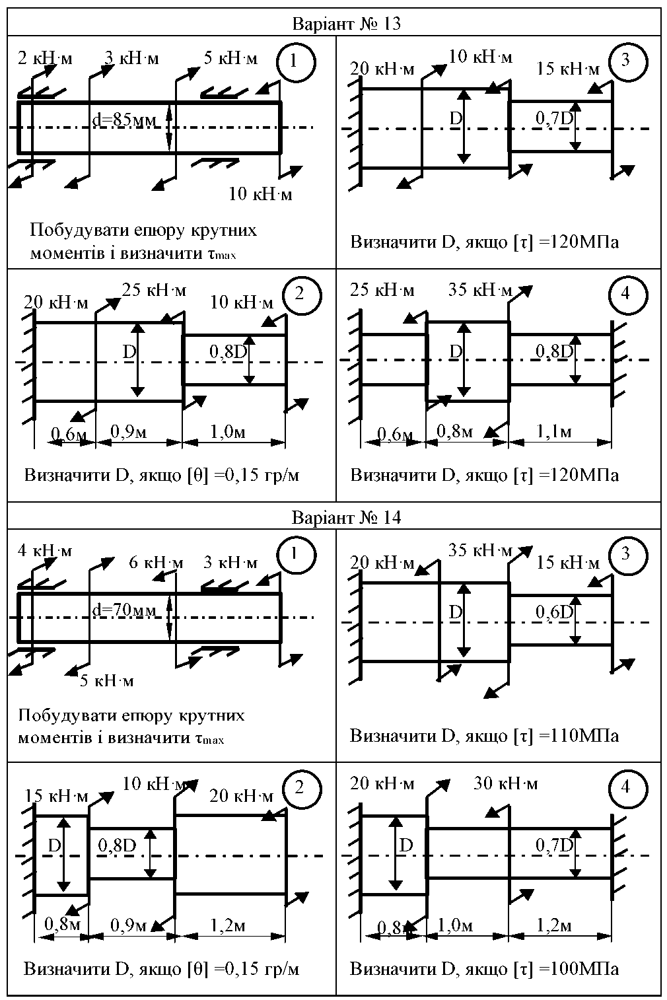 Варіант № 13
2 кН·м 3 кН·м 5 кН·м 1
d=85мм
10 кН·м
Побудувати епюру крутних
моментів і визначити τmax
20 кН·м 10 кН·м 15 кН·м 3
D 0,7D
Визначити D, якщо [τ] =120МПа
20 кН·м 25 кН·м 10 кН·м 2
D 0,8D
0,6м 0,9м 1,0м
Визначити D, якщо [θ] =0,15 гр/м
25 кН·м 35 кН·м 4
D 0,8D
0,6м 0,8м 1,1м
Визначити D, якщо [τ] =120МПа
Варіант № 14
4 кН·м 6 кН·м 3 кН·м 1
d=70мм
5 кН·м
Побудувати епюру крутних
моментів і визначити τmax
20 кН·м 35 кН·м 15 кН·м 3
D 0,6D
Визначити D, якщо [τ] =110МПа
15 кН·м 10 кН·м 20 кН·м 2
D 0,8D
0,8м 0,9м 1,2м
Визначити D, якщо [θ] =0,15 гр/м
20 кН·м 30 кН·м 4
D 0,7D
0,8м 1,0м 1,2м
Визначити D, якщо [τ] =100МПа